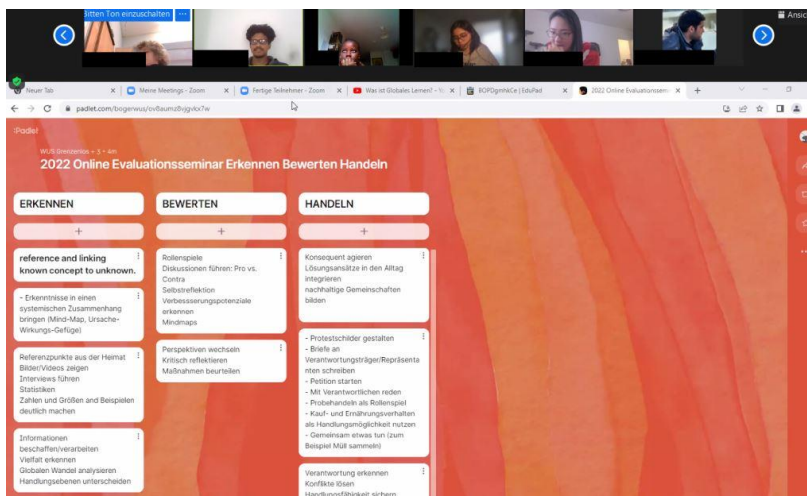 Bitten Ton einzuschalten
Ansic
Neuer Tab
Meine Meetings - Zoom
Fertige Teilnehmer - Zoom
Was ist Globales Lernen? -
| EduPad
2022 Online Evaluationssemi
Padlet
WUS Grenzenlos + 3 • 4m
2022 Online Evaluationsseminar Erkennen Bewerten Handeln
ERKENNEN
+
reference and linking
known concept to unknown.
- Erkenntnisse in einen
systemischen Zusammenhang
bringen (Mind-Map, Ursache-
Wirkungs-Gefüge)
Referenzpunkte aus der Heimat
Bilder/Videos zeigen
Interviews führen
Statistiken
Zahlen und Größen and Beispielen
deutlich machen
Informationen
beschaffen/verarbeiten
Vielfalt erkennen
Globalen Wandel analysieren
Handlungsebenen unterscheiden
BEWERTEN
+
Rollenspiele
Diskussionen führen: Pro vs.
Contra
Selbstreflektion
Verbessserungspotenziale
erkennen
Mindmaps
Perspektiven wechseln
Kritisch reflektieren
Maßnahmen beurteilen
HANDELN
+
Konsequent agieren
Lösungsansätze in den Alltag
integrieren
nachhaltige Gemeinschaften
bilden
- Protestschilder gestalten
- Briefe an
Verantwortungsträger/Repräsenta
nten schreiben
- Petition starten
- Mit Verantwortlichen reden
- Probehandeln als Rollenspiel
- Kauf- und Ernährungsverhalten
als Handlungsmöglichkeit nutzen
- Gemeinsam etwas tun (zum
Beispiel Müll sammeln)
Verantwortung erkennen
Konflikte lösen
Handlungsfähigkeit sichern